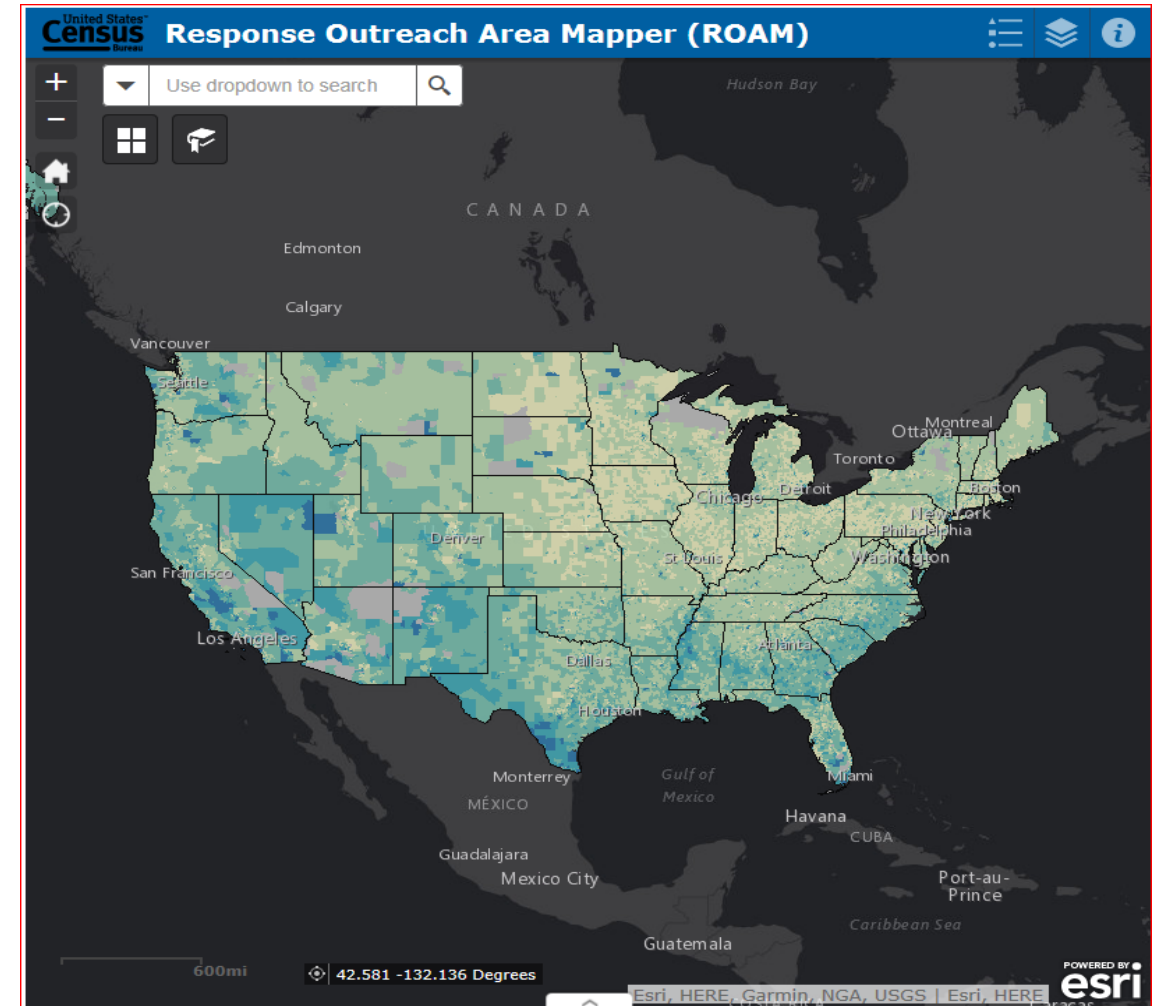 United States™
Census
Bureau
Response Outreach Area Mapper (ROAM)
i
+
Use dropdown to search
−
Hudson Bay
CANADA
Edmonton
Calgary
Vancouver
Seattle
Montreal
Ottawa
Toronto
Chicago
Detroit
Boston
New York
Philadelphia
Denver
St Louis
Washington
San Francisco
Los Angeles
Atlanta
Dallas
Houston
Monterrey
Gulf of
Mexico
Miami
MÉXICO
Havana
CUBA
Guadalajara
Mexico City
Port-au-
Prince
Caribbean Sea
Guatemala
600mi
42.581 -132.136 Degrees
POWERED BY
esri
Esri, HERE, Garmin, NGA, USGS | Esri, HERE